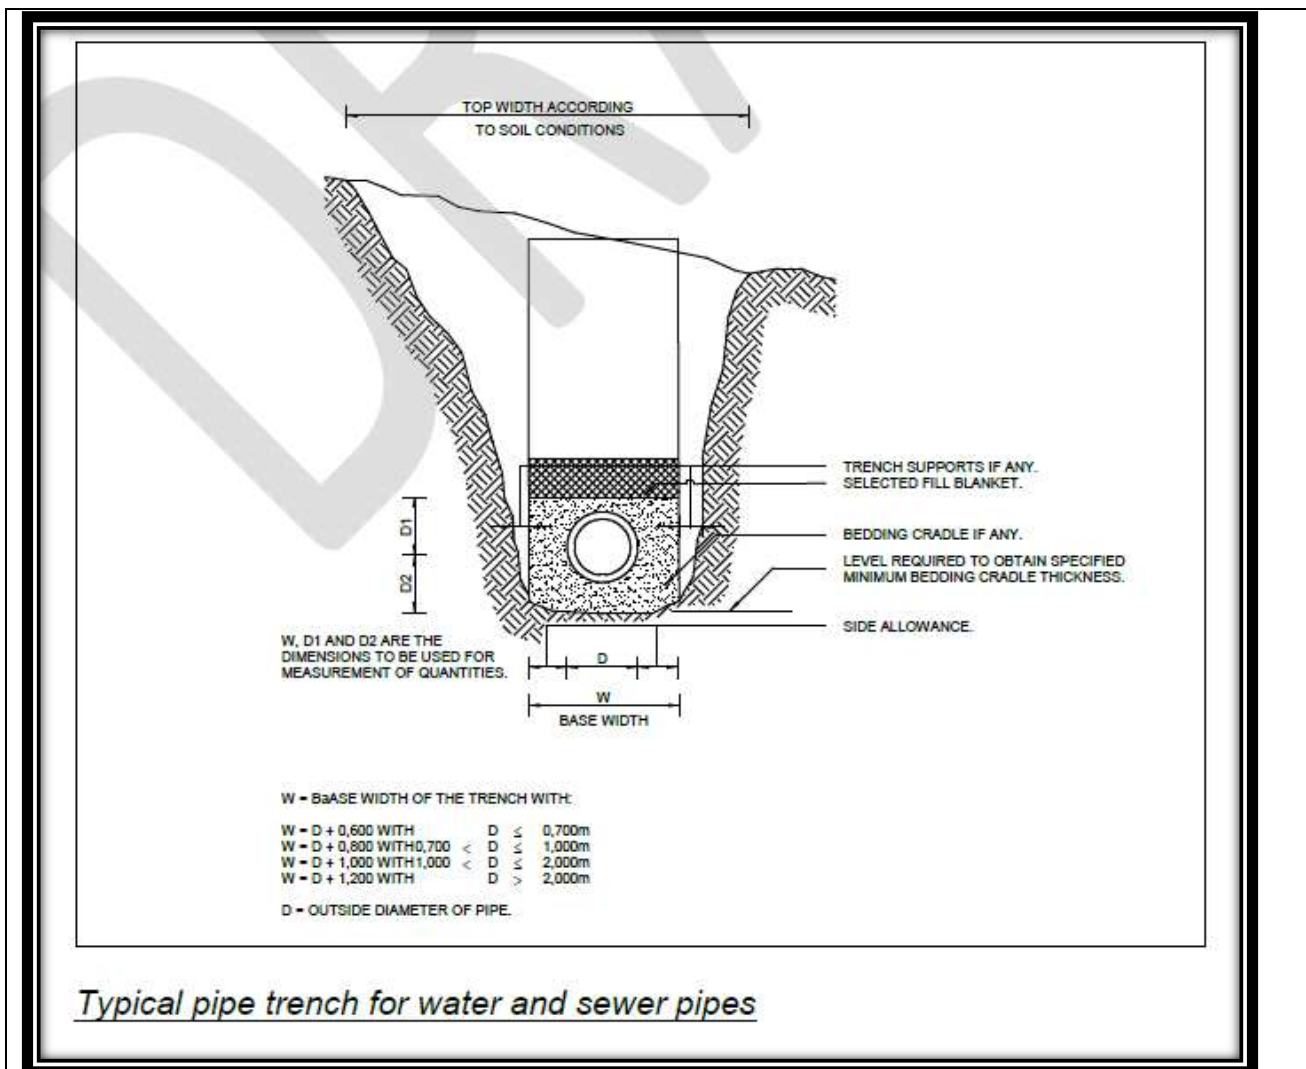 TOP WIDTH ACCORDING
TO SOIL CONDITIONS
TRENCH SUPPORTS IF ANY.
SELECTED FILL BLANKET.
D1
BEDDING CRADLE IF ANY.
LEVEL REQUIRED TO OBTAIN SPECIFIED
MINIMUM BEDDING CRADLE THICKNESS.
D2
SIDE ALLOWANCE.
W, D1 AND D2 ARE THE
DIMENSIONS TO BE USED FOR
MEASUREMENT OF QUANTITIES.
D
W
BASE WIDTH
W = BaASE WIDTH OF THE TRENCH WITH:
W = D + 0,600 WITH D ≤ 0,700m
W = D + 0,800 WITH0,700 < D ≤ 1,000m
W = D + 1,000 WITH1,000 < D ≤ 2,000m
W = D + 1,200 WITH D > 2,000m
D = OUTSIDE DIAMETER OF PIPE.
Typical pipe trench for water and sewer pipes